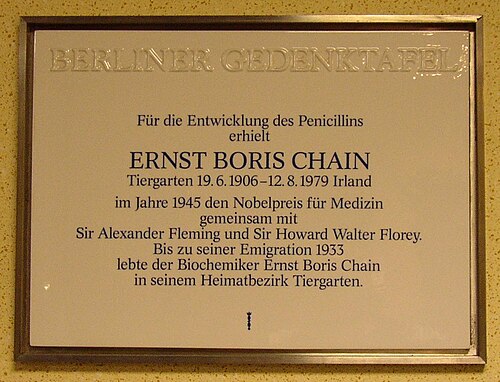 BERLINER GEDENKTAFEL
Für die Entwicklung des Penicillins
erhielt
ERNST BORIS CHAIN
Tiergarten 19.6.1906–12.8.1979 Irland
im Jahre 1945 den Nobelpreis für Medizin
gemeinsam mit
Sir Alexander Fleming und Sir Howard Walter Florey.
Bis zu seiner Emigration 1933
lebte der Biochemiker Ernst Boris Chain
in seinem Heimatbezirk Tiergarten.